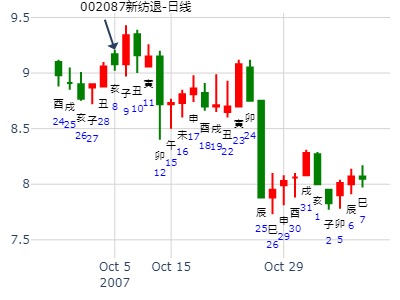 002087新纺退-日线
9.5
9
8.5
8
7.5
酉
24
戌
25
亥
26
子
27
丑
28
亥
8
子
9
丑
10
寅
11
卯
12
午
15
未
16
申
17
酉
18
戌
19
丑
22
寅
23
卯
24
辰
25
巳
26
申
29
酉
30
戌
31
亥
1
子
2
卯
5
辰
6
巳
7
Oct 5
2007
Oct 15
Oct 29